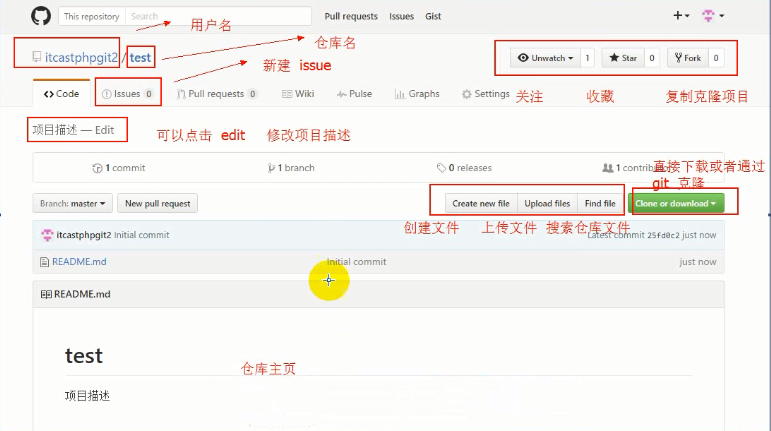 This repository Search Pull requests Issues Gist
用户名
仓库名
itcastphpgit2 / test
Unwatch 1 Star 0 Fork 0
新建 issue
Code Issues 0 Pull requests 0 Wiki Pulse Graphs Settings
关注 收藏 复制克隆项目
项目描述 — Edit
可以点击 edit 修改项目描述
1 commit 1 branch 0 releases 1 contributor
直接下载或者通过
git 克隆
Branch: master New pull request Create new file Upload files Find file Clone or download
创建文件 上传文件 搜索仓库文件
itcastphpgit2 Initial commit Latest commit 25fd0c2 just now
README.md Initial commit just now
README.md
test
仓库主页
项目描述